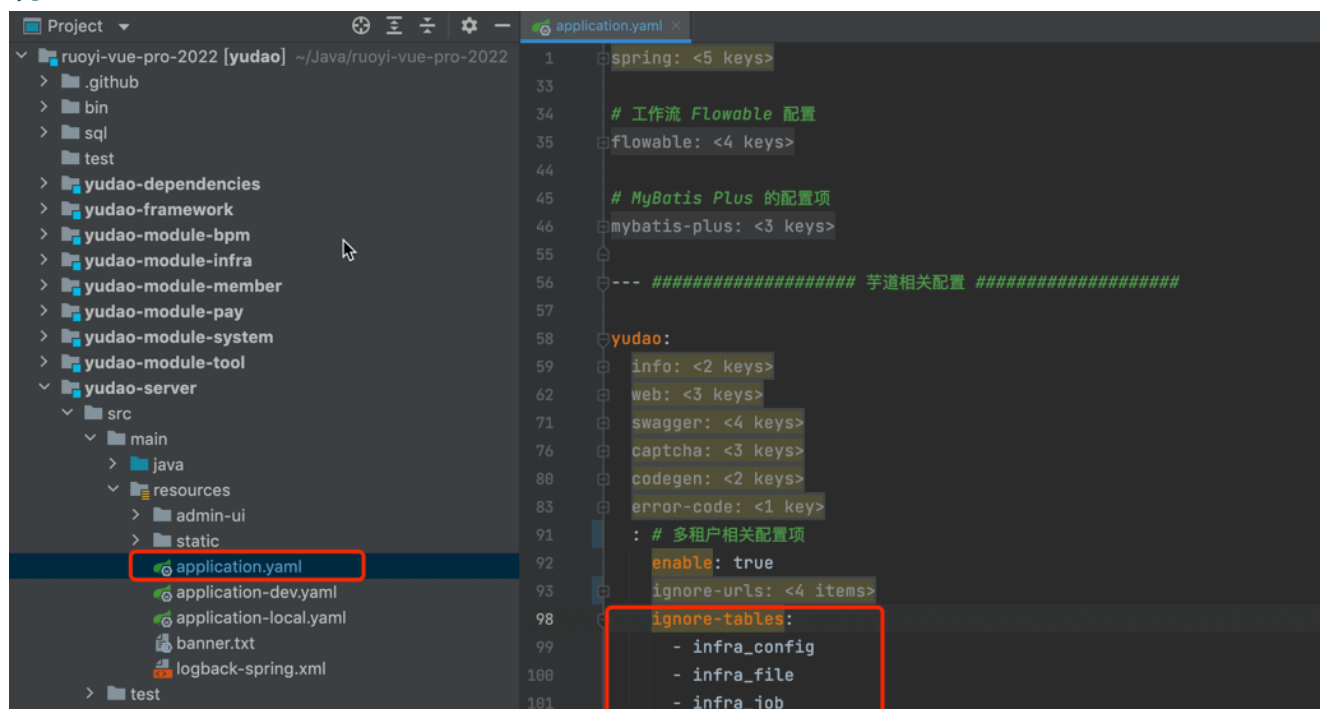 Project
ruoyi-vue-pro-2022 [yudao] ~/Java/ruoyi-vue-pro-2022
.github
bin
sql
test
yudao-dependencies
yudao-framework
yudao-module-bpm
yudao-module-infra
yudao-module-member
yudao-module-pay
yudao-module-system
yudao-module-tool
yudao-server
src
main
java
resources
admin-ui
static
application.yaml
application-dev.yaml
application-local.yaml
banner.txt
logback-spring.xml
test
application.yaml
1 spring: <5 keys>
33
34 # 工作流 Flowable 配置
35 flowable: <4 keys>
44
45 # MyBatis Plus 的配置项
46 mybatis-plus: <3 keys>
55
56 --- #################### 芋道相关配置 ####################
57
58 yudao:
59 info: <2 keys>
62 web: <3 keys>
71 swagger: <4 keys>
76 captcha: <3 keys>
80 codegen: <2 keys>
83 error-code: <1 key>
91 : # 多租户相关配置项
92 enable: true
93 ignore-urls: <4 items>
98 ignore-tables:
99 - infra_config
100 - infra_file
101 - infra_job